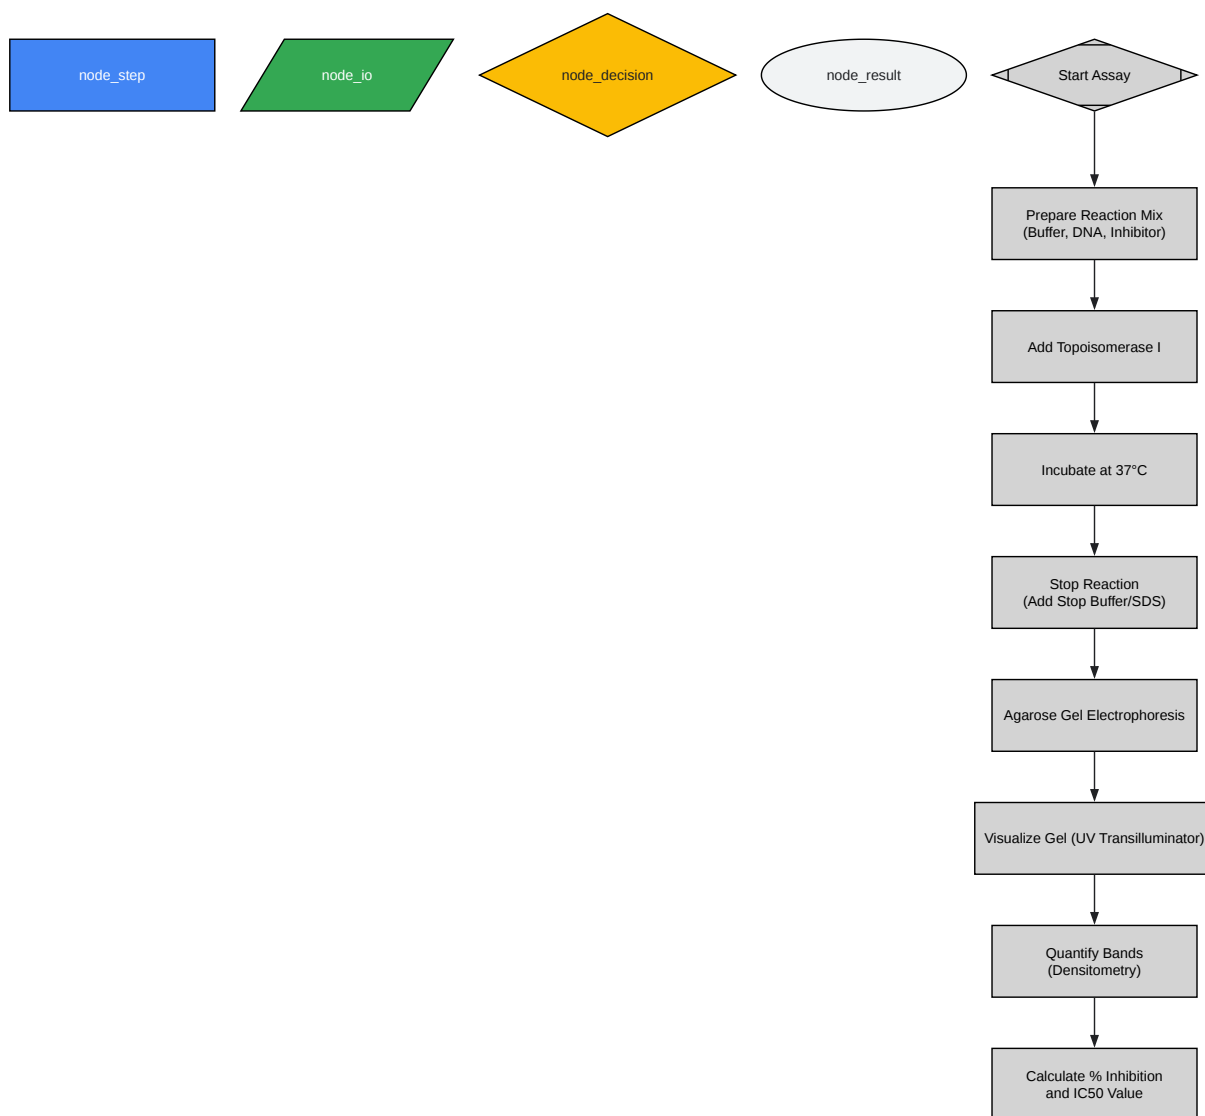 node_step
node_io
node_decision
node_result
Start Assay
Prepare Reaction Mix
(Buffer, DNA, Inhibitor)
Add Topoisomerase I
Incubate at 37°C
Stop Reaction
(Add Stop Buffer/SDS)
Agarose Gel Electrophoresis
Visualize Gel (UV Transilluminator)
Quantify Bands
(Densitometry)
Calculate % Inhibition
and IC50 Value